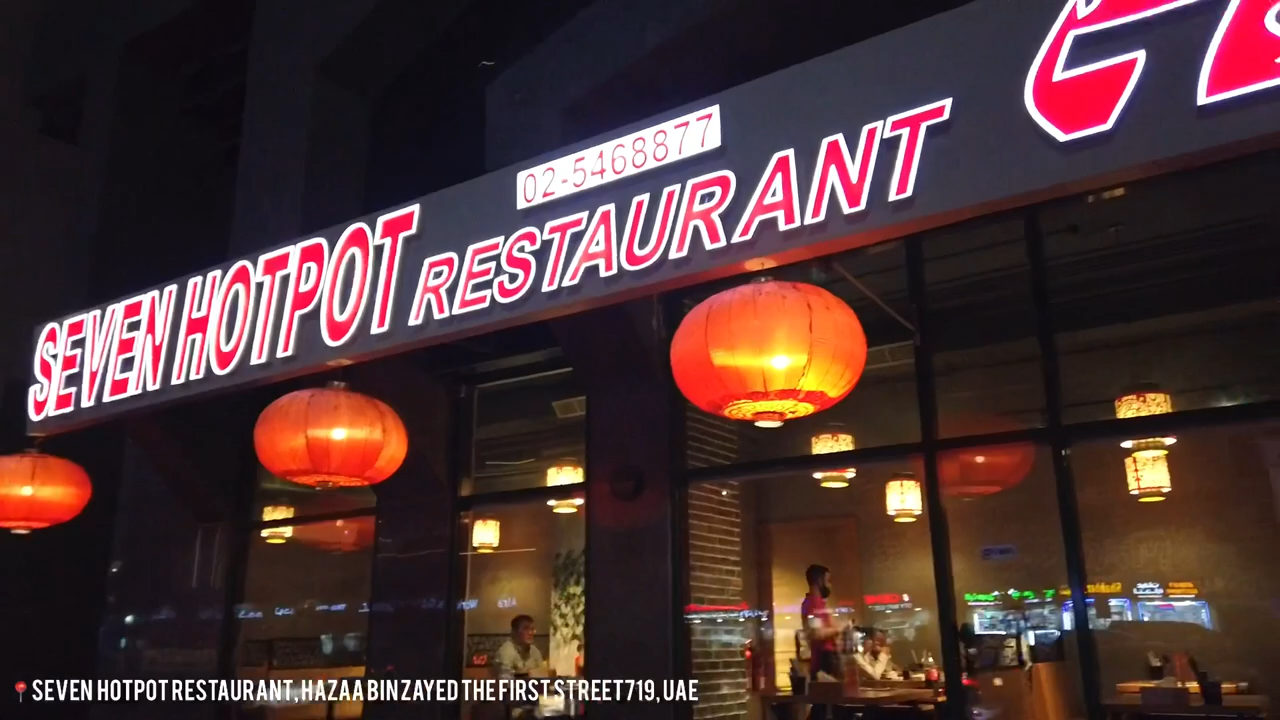 02-5468877
SEVEN HOTPOT RESTAURANT
SEVEN HOTPOT RESTAURANT, HAZAA BIN ZAYED THE FIRST STREET 719, UAE